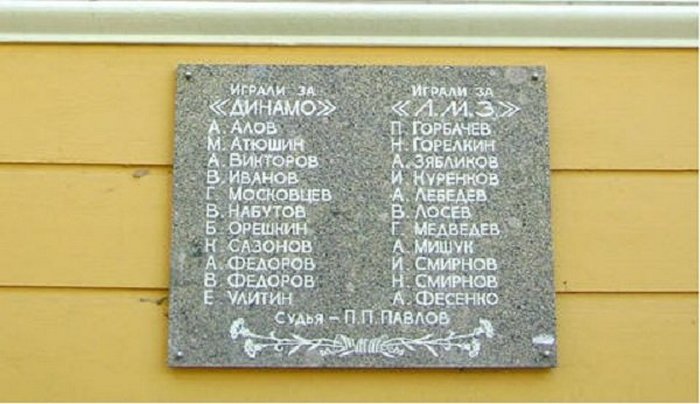 ИГРАЛИ ЗА
«ДИНАМО»
А. АЛОВ
М. АТЮШИН
А. ВИКТОРОВ
В. ИВАНОВ
Г. МОСКОВЦЕВ
В. НАБУТОВ
Б. ОРЕШКИН
К. САЗОНОВ
А. ФЕДОРОВ
В. ФЕДОРОВ
Е. УЛИТИН
ИГРАЛИ ЗА
«Л.М.З.»
П. ГОРБАЧЕВ
Н. ГОРЕЛКИН
А. ЗЯБЛИКОВ
И. КУРЕНКОВ
А. ЛЕБЕДЕВ
В. ЛОСЕВ
Г. МЕДВЕДЕВ
А. МИШУК
И. СМИРНОВ
Н. СМИРНОВ
А. ФЕСЕНКО
СУДЬЯ – П.П. ПАВЛОВ